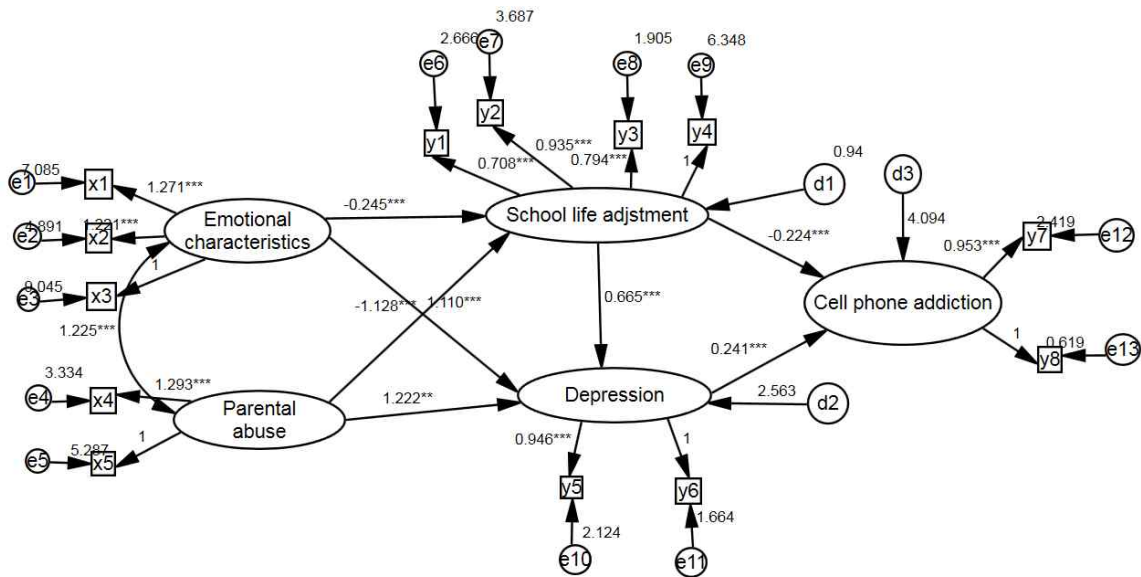 3.687
e7
2.666
e6
1.905
e8
6.348
e9
y2
y1
y3
y4
0.935***
0.708***
0.794***
1
0.94
d1
d3
7.085
e1
x1
1.271***
4.891
e2
x2
1.221***
Emotional
characteristics
-0.245***
School life adjstment
4.094
-0.224***
2.419
0.953***
y7
e12
9.045
e3
x3
1
1.225***
-1.128***
1.110***
0.665***
Cell phone addiction
1
0.619
y8
e13
0.241***
3.334
e4
x4
1.293***
Parental
abuse
1.222**
Depression
2.563
d2
5.287
e5
x5
1
0.946***
1
y5
y6
2.124
1.664
e10
e11